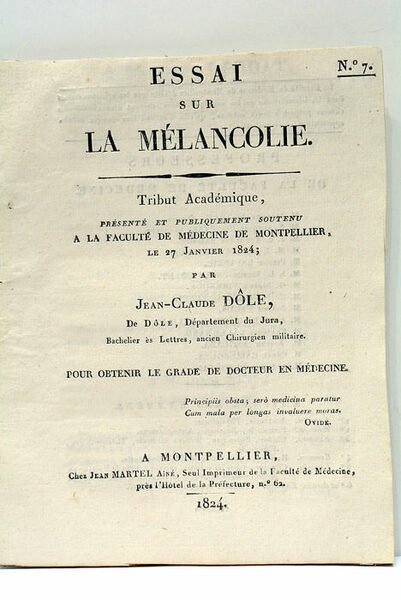 N.º 7.
ESSAI
SUR
LA MÉLANCOLIE.
Tribut Académique,
PRÉSENTÉ ET PUBLIQUEMENT SOUTENU
A LA FACULTÉ DE MÉDECINE DE MONTPELLIER,
LE 27 JANVIER 1824;
PAR
JEAN-CLAUDE DÔLE,
De DÔLE, Département du Jura,
Bachelier ès Lettres, ancien Chirurgien militaire.
POUR OBTENIR LE GRADE DE DOCTEUR EN MÉDECINE.
Principiis obsta; serò medicina paratur
Cum mala per longas invaluere moras.
OVIDE.
A MONTPELLIER,
Chez JEAN MARTEL AINÉ, Seul Imprimeur de la Faculté de Médecine,
près l'Hôtel de la Préfecture, n.º 62.
1824.